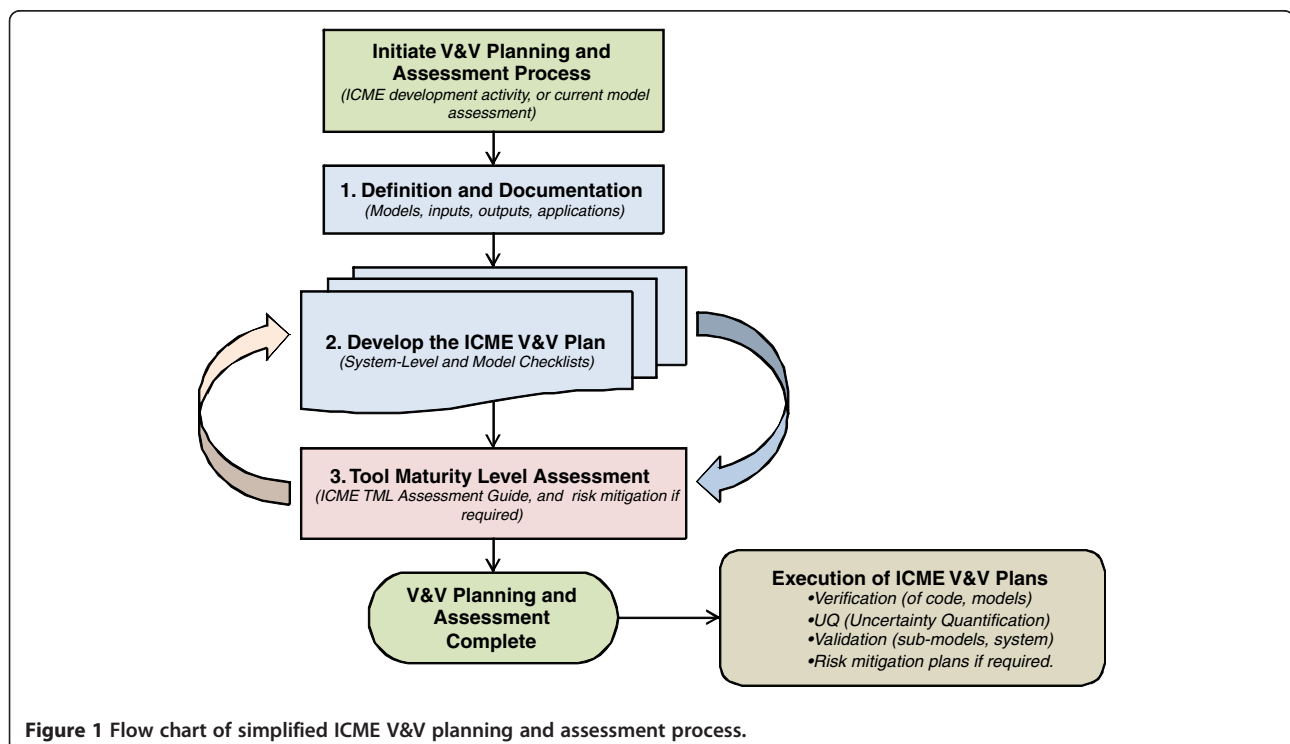 Initiate V&V Planning and
Assessment Process
(ICME development activity, or current model
assessment)
1. Definition and Documentation
(Models, inputs, outputs, applications)
2. Develop the ICME V&V Plan
(System-Level and Model Checklists)
3. Tool Maturity Level Assessment
(ICME TML Assessment Guide, and risk mitigation if
required)
V&V Planning and
Assessment
Complete
Execution of ICME V&V Plans
•Verification (of code, models)
•UQ (Uncertainty Quantification)
•Validation (sub-models, system)
•Risk mitigation plans if required.
Figure 1 Flow chart of simplified ICME V&V planning and assessment process.